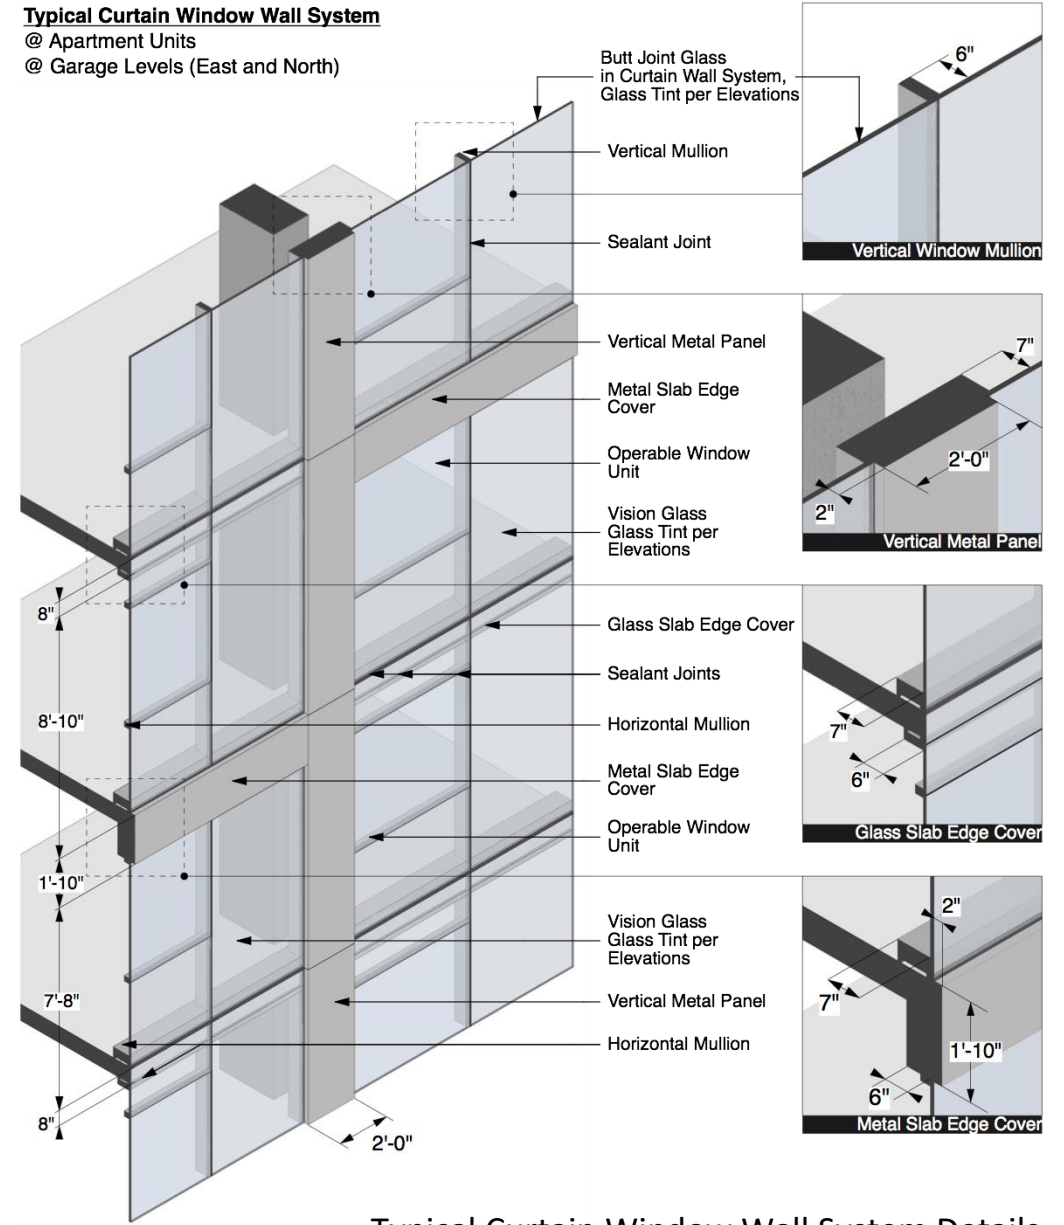 Typical Curtain Window Wall System
@ Apartment Units
@ Garage Levels (East and North)
Butt Joint Glass
in Curtain Wall System,
Glass Tint per Elevations
Vertical Mullion
Sealant Joint
Vertical Metal Panel
Metal Slab Edge
Cover
Operable Window
Unit
Vision Glass
Glass Tint per
Elevations
Glass Slab Edge Cover
Sealant Joints
Horizontal Mullion
Metal Slab Edge
Cover
Operable Window
Unit
Vision Glass
Glass Tint per
Elevations
Vertical Metal Panel
Horizontal Mullion
8"
8'-10"
1'-10"
7'-8"
8"
2'-0"
6"
Vertical Window Mullion
7"
2'-0"
2"
Vertical Metal Panel
7"
6"
Glass Slab Edge Cover
2"
7"
1'-10"
6"
Metal Slab Edge Cover
Typical Curtain Window Wall System Details